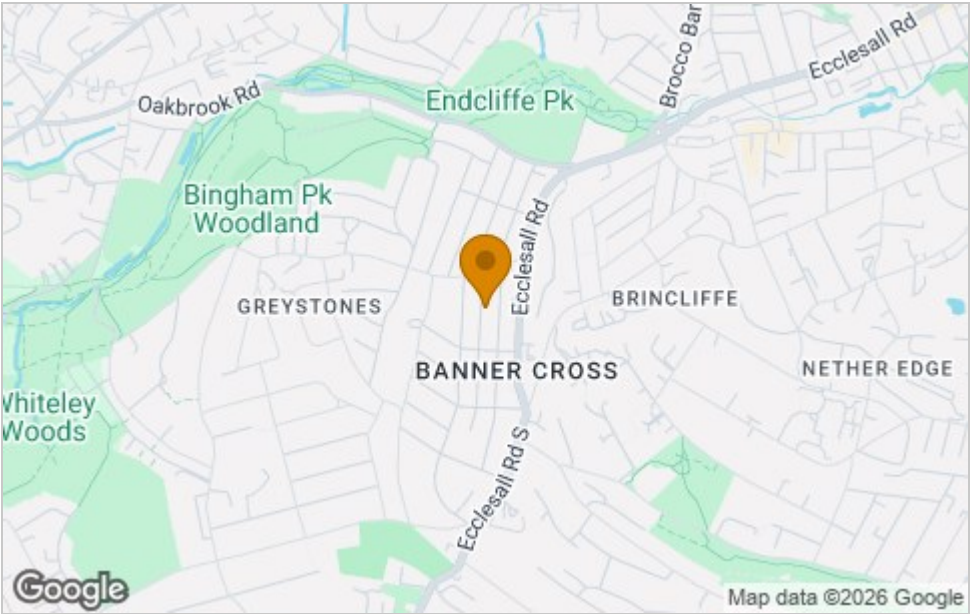 Brocco Bar
Ecclesall Rd
Oakbrook Rd
Endcliffe Pk
Bingham Pk
Woodland
Ecclesall Rd
GREYSTONES
BRINCLIFFE
BANNER CROSS
NETHER EDGE
Whiteley
Woods
Ecclesall Rd S
Google
Map data ©2026 Google